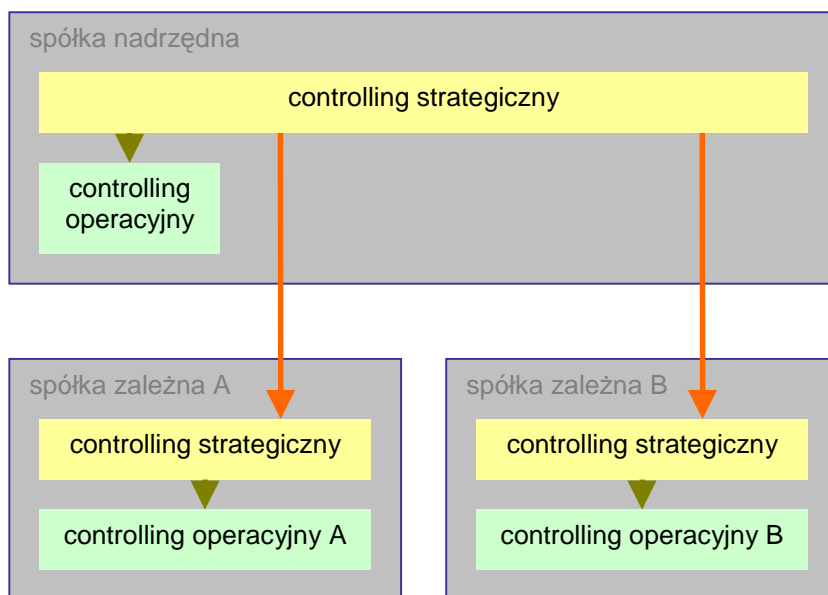 spółka nadrzędna
controlling strategiczny
controlling
operacyjny
spółka zależna A
controlling strategiczny
controlling operacyjny A
spółka zależna B
controlling strategiczny
controlling operacyjny B